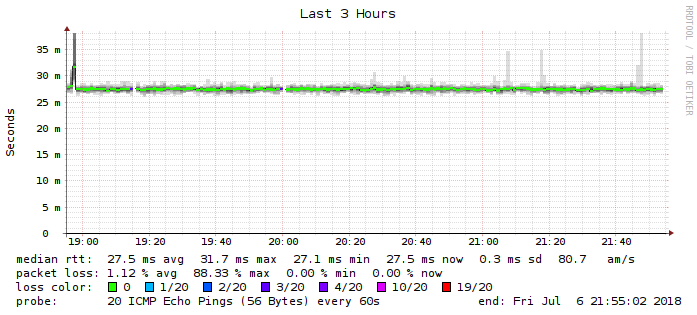 Last 3 Hours
RRDTOOL / TOBI OETIKER
Seconds
35 m
30 m
25 m
20 m
15 m
10 m
5 m
0
19:00 19:20 19:40 20:00 20:20 20:40 21:00 21:20 21:40
median rtt: 27.5 ms avg 31.7 ms max 27.1 ms min 27.5 ms now 0.3 ms sd 80.7 am/s
packet loss: 1.12 % avg 88.33 % max 0.00 % min 0.00 % now
loss color: 0 1/20 2/20 3/20 4/20 10/20 19/20
probe: 20 ICMP Echo Pings (56 Bytes) every 60s end: Fri Jul 6 21:55:02 2018